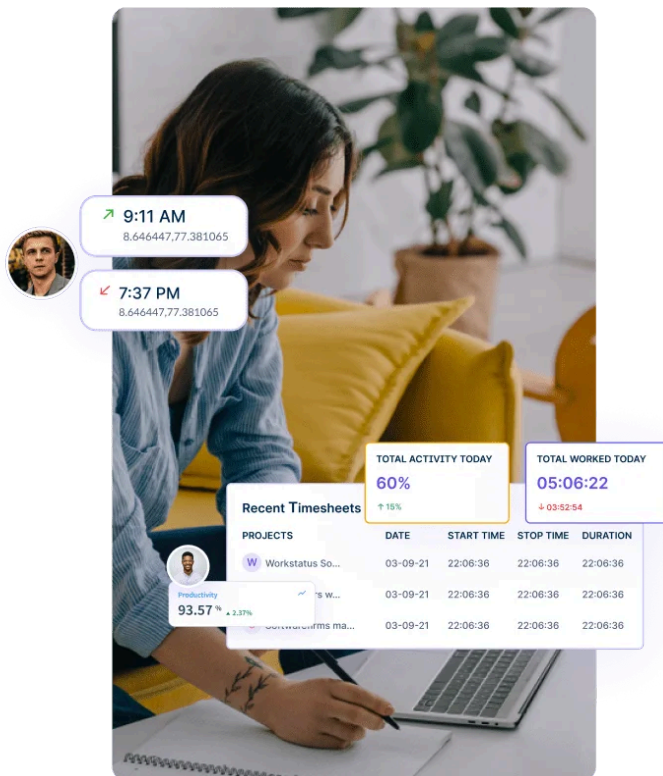 9:11 AM
8.646447,77.381065
7:37 PM
8.646447,77.381065
TOTAL ACTIVITY TODAY
60%
↑ 15%
TOTAL WORKED TODAY
05:06:22
↓ 03:52:54
Recent Timesheets
PROJECTS DATE START TIME STOP TIME DURATION
W Workstatus So... 03-09-21 22:06:36 22:06:36 22:06:36
rs w... 03-09-21 22:06:36 22:06:36 22:06:36
Softwarefirms ma... 03-09-21 22:06:36 22:06:36 22:06:36
Productivity
93.57 % ▲ 2.37%